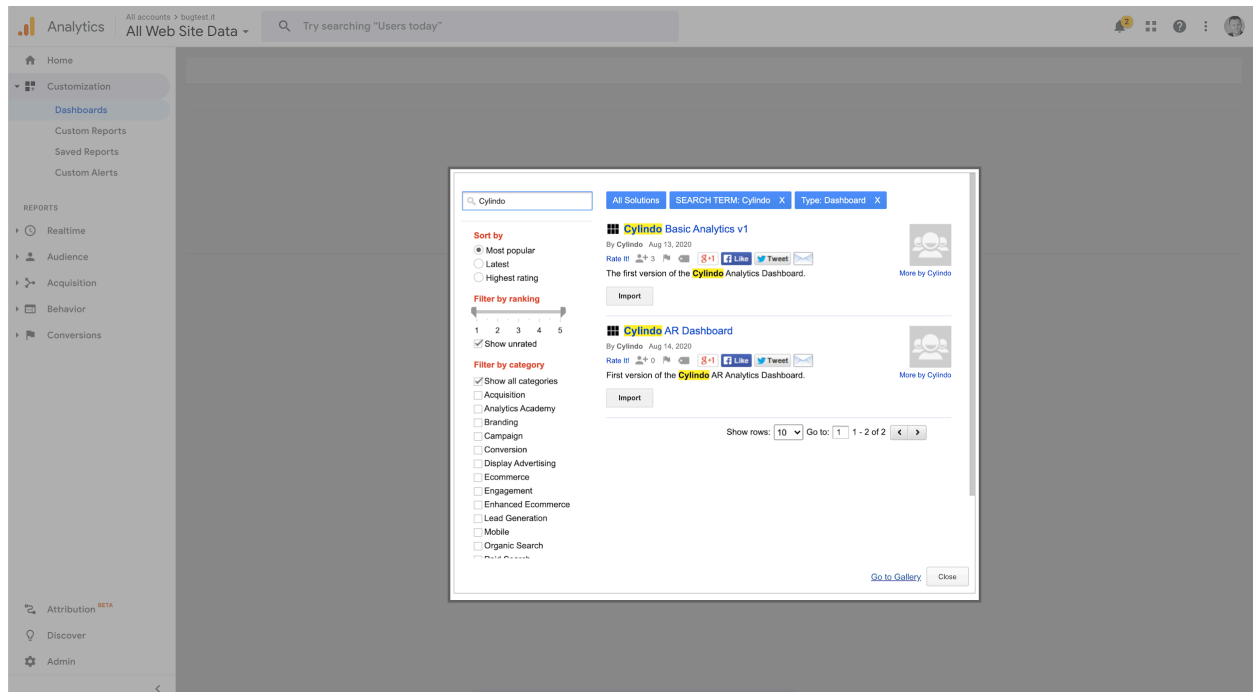 Analytics
All accounts > bugtest.it
All Web Site Data
Try searching "Users today"
2
Home
Customization
Dashboards
Custom Reports
Saved Reports
Custom Alerts
REPORTS
Realtime
Audience
Acquisition
Behavior
Conversions
Attribution BETA
Discover
Admin
Cylindo
Sort by
Most popular
Latest
Highest rating
Filter by ranking
1 2 3 4 5
Show unrated
Filter by category
Show all categories
Acquisition
Analytics Academy
Branding
Campaign
Conversion
Display Advertising
Ecommerce
Engagement
Enhanced Ecommerce
Lead Generation
Mobile
Organic Search
Paid Search
All Solutions
SEARCH TERM: Cylindo X
Type: Dashboard X
Cylindo Basic Analytics v1
By Cylindo Aug 13, 2020
Rate It! 3 g+1 Like Tweet
The first version of the Cylindo Analytics Dashboard.
More by Cylindo
Import
Cylindo AR Dashboard
By Cylindo Aug 14, 2020
Rate It! 0 g+1 Like Tweet
First version of the Cylindo AR Analytics Dashboard.
More by Cylindo
Import
Show rows: 10 Go to: 1 1 - 2 of 2
Go to Gallery
Close